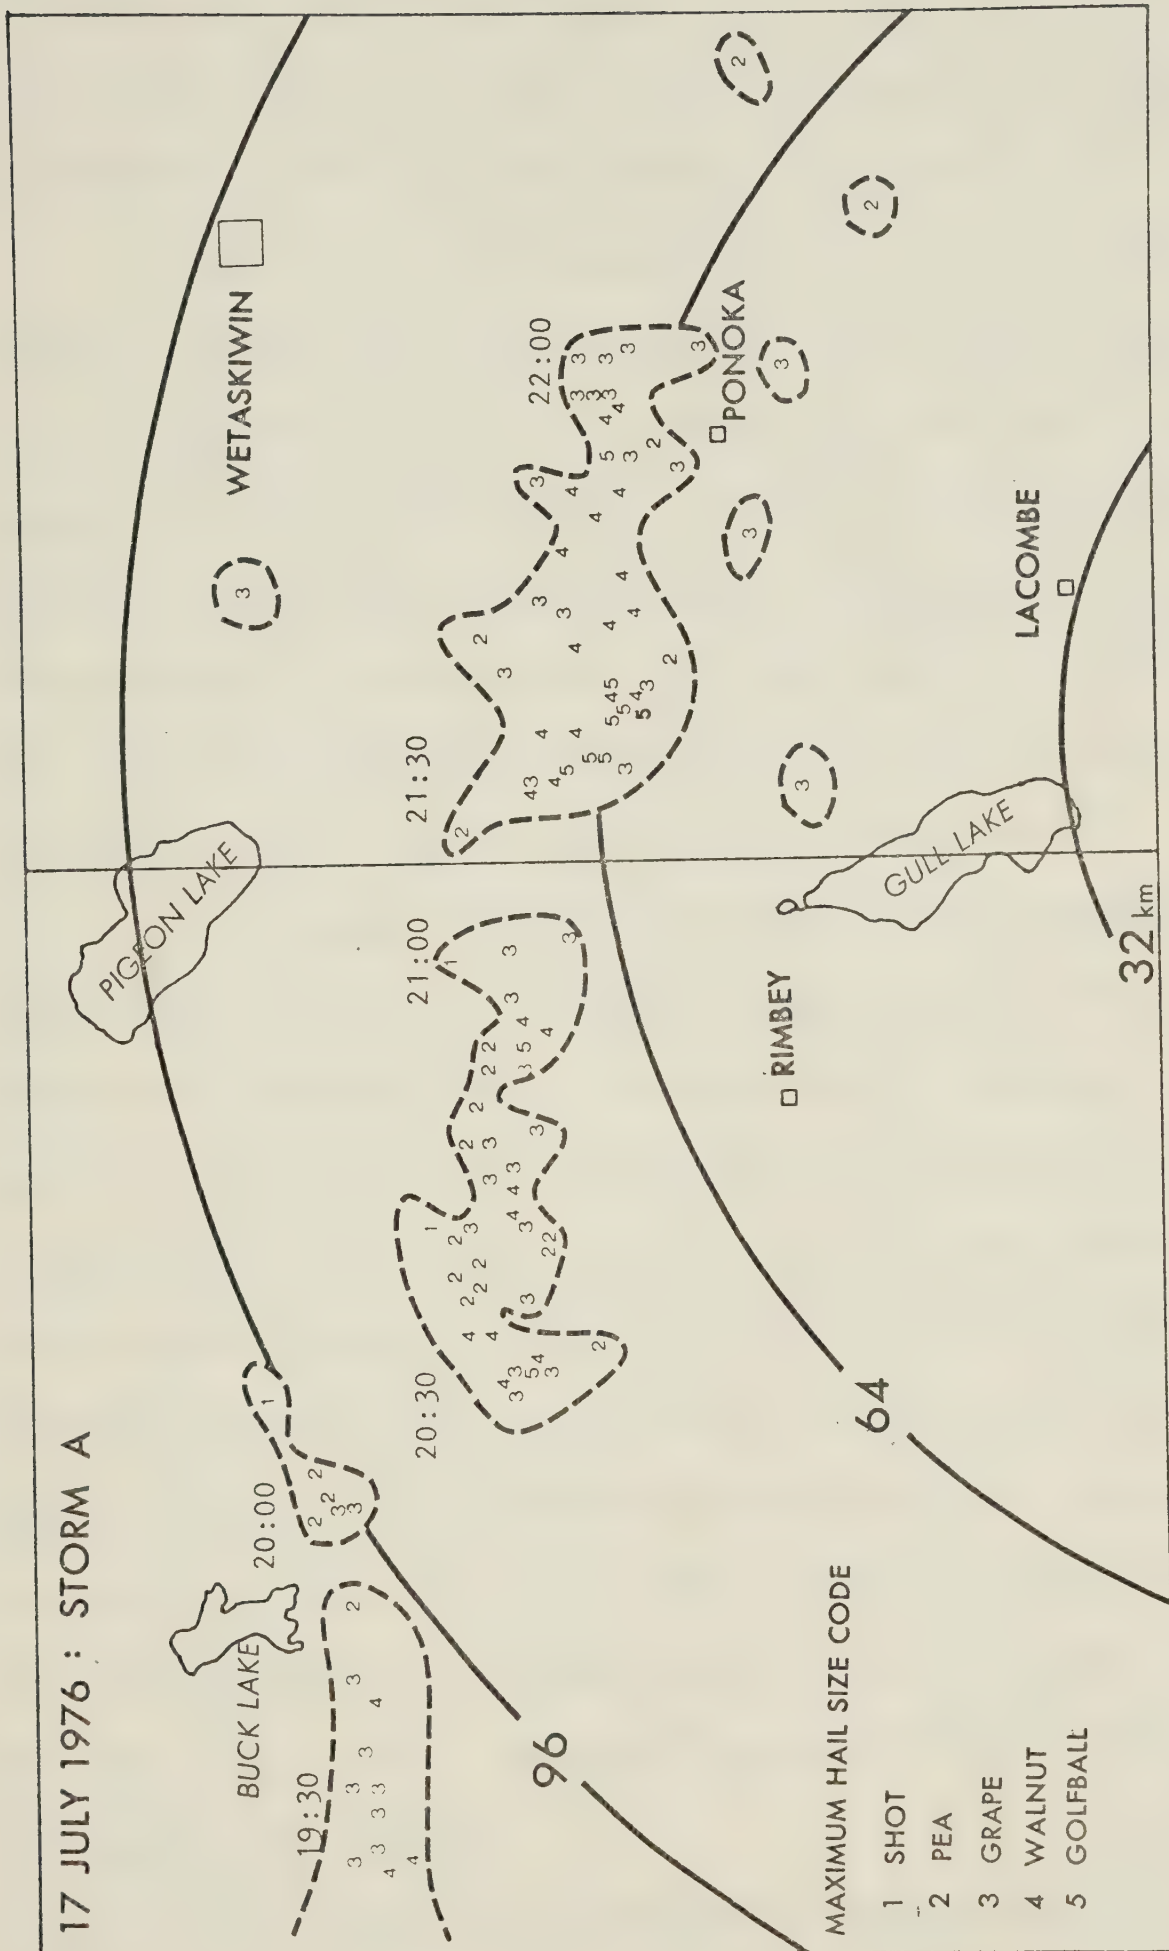 17 JULY 1976 : STORM A
WETASKIWIN
PIGEON LAKE
BUCK LAKE
19:30
20:00
20:30
21:00
21:30
22:00
PONOKA
RIMBEY
GULL LAKE
LACOMBE
96
64
32 km
MAXIMUM HAIL SIZE CODE
1 SHOT
2 PEA
3 GRAPE
4 WALNUT
5 GOLFBALL